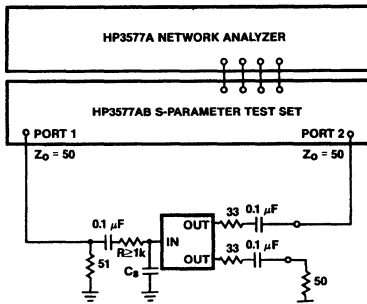 HP3577A NETWORK ANALYZER
HP3577AB S-PARAMETER TEST SET
PORT 1
PORT 2
ZO = 50
ZO = 50
0.1 μF
R≥1k
51
CS
IN
OUT
OUT
33
0.1 μF
33
0.1 μF
50